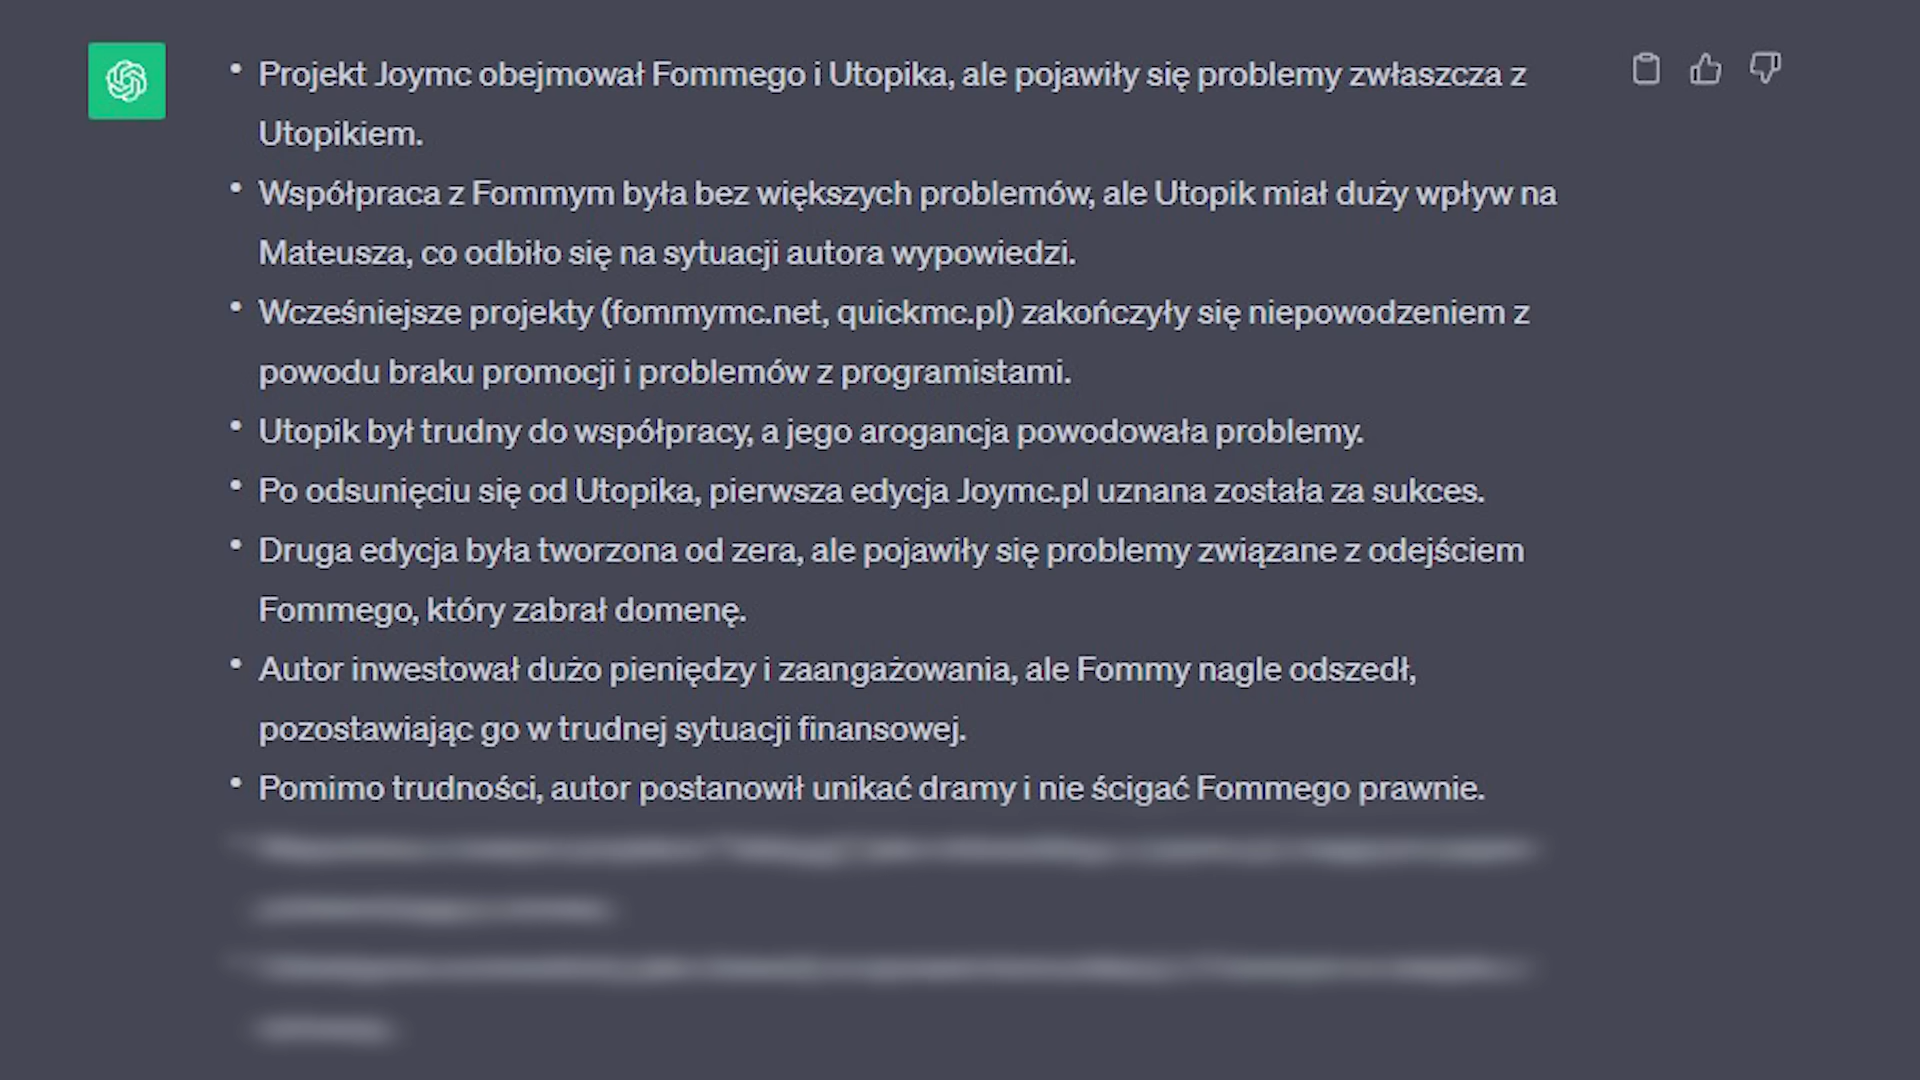 • Projekt Joymc obejmował Fommego i Utopika, ale pojawiły się problemy zwłaszcza z
Utopikiem.
• Współpraca z Fommym była bez większych problemów, ale Utopik miał duży wpływ na
Mateusza, co odbiło się na sytuacji autora wypowiedzi.
• Wcześniejsze projekty (fommymc.net, quickmc.pl) zakończyły się niepowodzeniem z
powodu braku promocji i problemów z programistami.
• Utopik był trudny do współpracy, a jego arogancja powodowała problemy.
• Po odsunięciu się od Utopika, pierwsza edycja Joymc.pl uznana została za sukces.
• Druga edycja była tworzona od zera, ale pojawiły się problemy związane z odejściem
Fommego, który zabrał domenę.
• Autor inwestował dużo pieniędzy i zaangażowania, ale Fommy nagle odszedł,
pozostawiając go w trudnej sytuacji finansowej.
• Pomimo trudności, autor postanowił unikać dramy i nie ścigać Fommego prawnie.